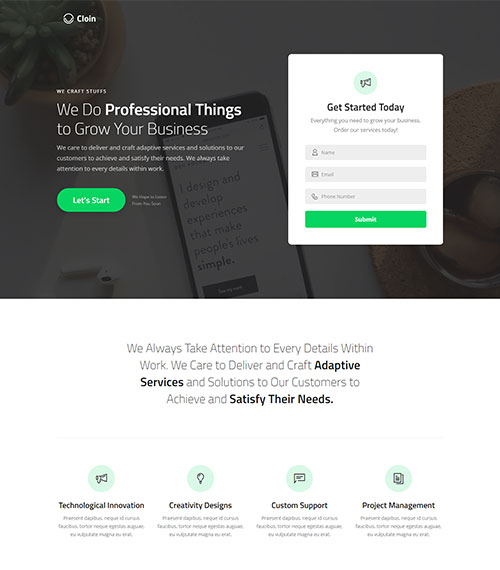 Cloin
WE CRAFT STUFFS
We Do Professional Things
to Grow Your Business
We care to deliver and craft adaptive services and solutions to our
customers to achieve and satisfy their needs. We always take
attention to every details within work.
Let's Start
We Hope to Listen
From You Soon
I design and
develop
experiences
that make
people's lives
simple.
See my work
Get Started Today
Everything you need to grow your business.
Order our services today!
Name
Email
Phone Number
Submit
We Always Take Attention to Every Details Within
Work. We Care to Deliver and Craft Adaptive
Services and Solutions to Our Customers to
Achieve and Satisfy Their Needs.
Technological Innovation
Praesent dapibus, neque id cursus
faucibus, tortor neque egestas auguae,
eu vulputate magna eu erat.
Creativity Designs
Praesent dapibus, neque id cursus
faucibus, tortor neque egestas auguae,
eu vulputate magna eu erat.
Custom Support
Praesent dapibus, neque id cursus
faucibus, tortor neque egestas auguae,
eu vulputate magna eu erat.
Project Management
Praesent dapibus, neque id cursus
faucibus, tortor neque egestas auguae,
eu vulputate magna eu erat.